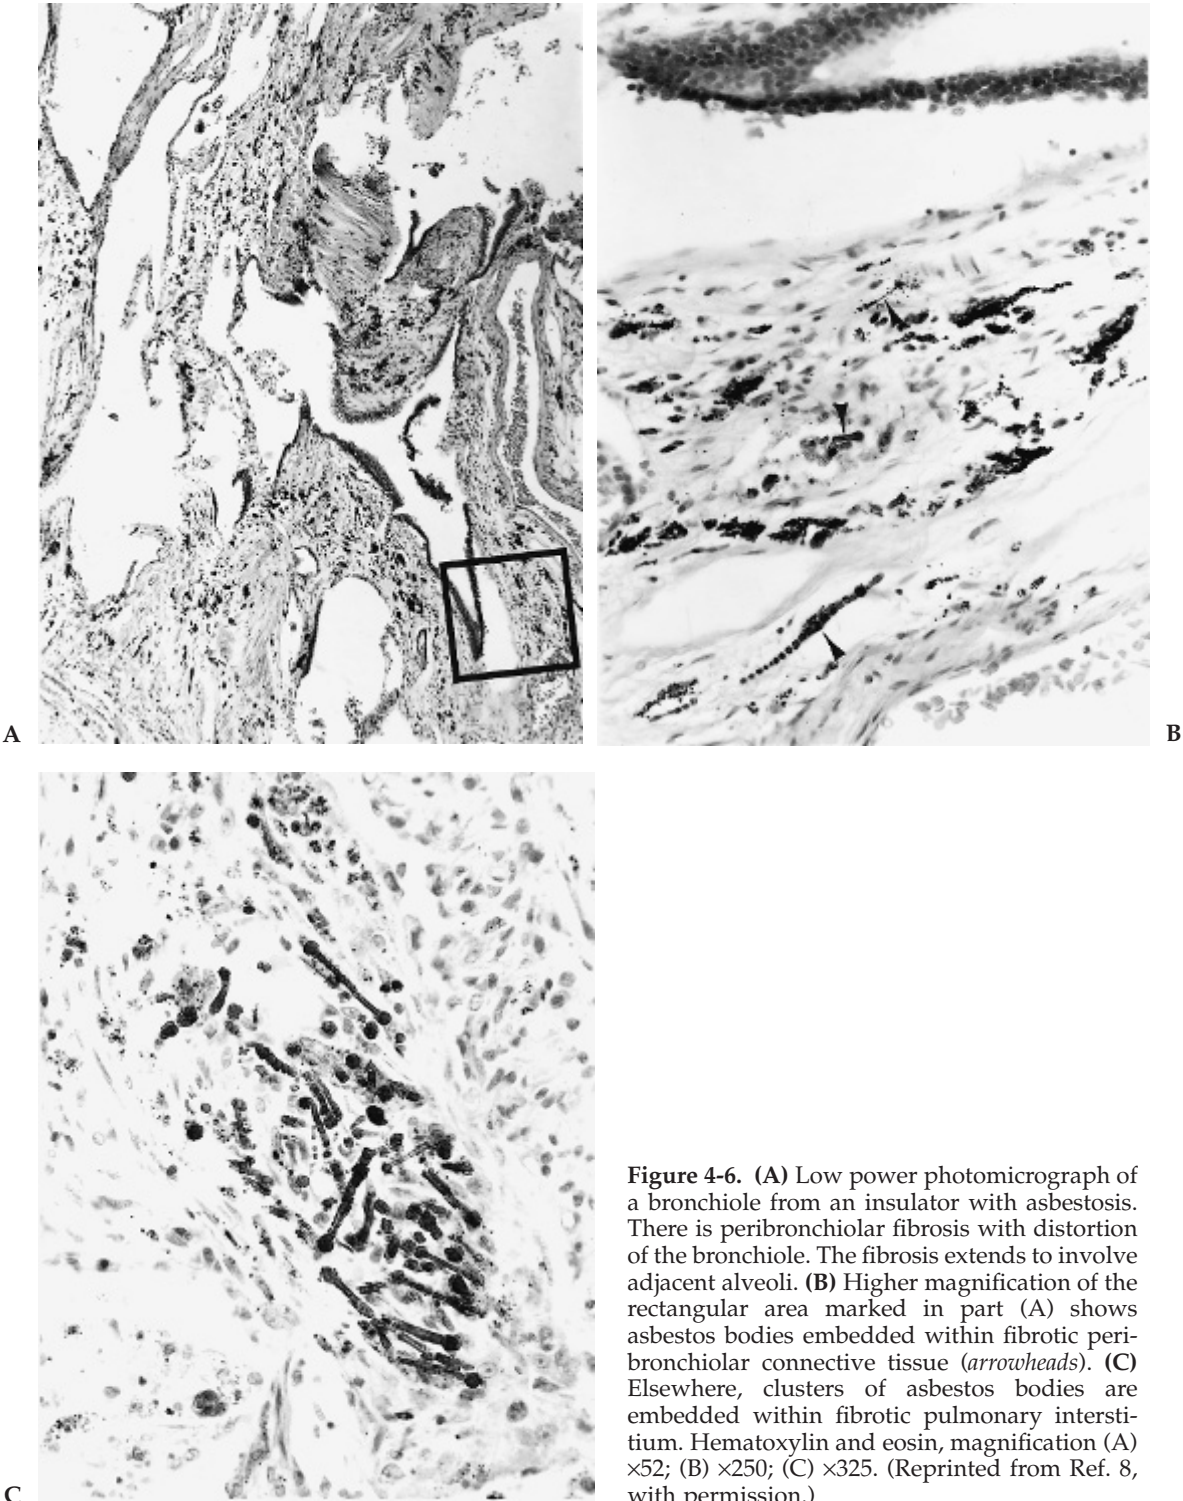 A
B
C
Figure 4-6. (A) Low power photomicrograph of
a bronchiole from an insulator with asbestosis.
There is peribronchiolar fibrosis with distortion
of the bronchiole. The fibrosis extends to involve
adjacent alveoli. (B) Higher magnification of the
rectangular area marked in part (A) shows
asbestos bodies embedded within fibrotic peri-
bronchiolar connective tissue (arrowheads). (C)
Elsewhere, clusters of asbestos bodies are
embedded within fibrotic pulmonary intersti-
tium. Hematoxylin and eosin, magnification (A)
×52; (B) ×250; (C) ×325. (Reprinted from Ref. 8,
with permission.)